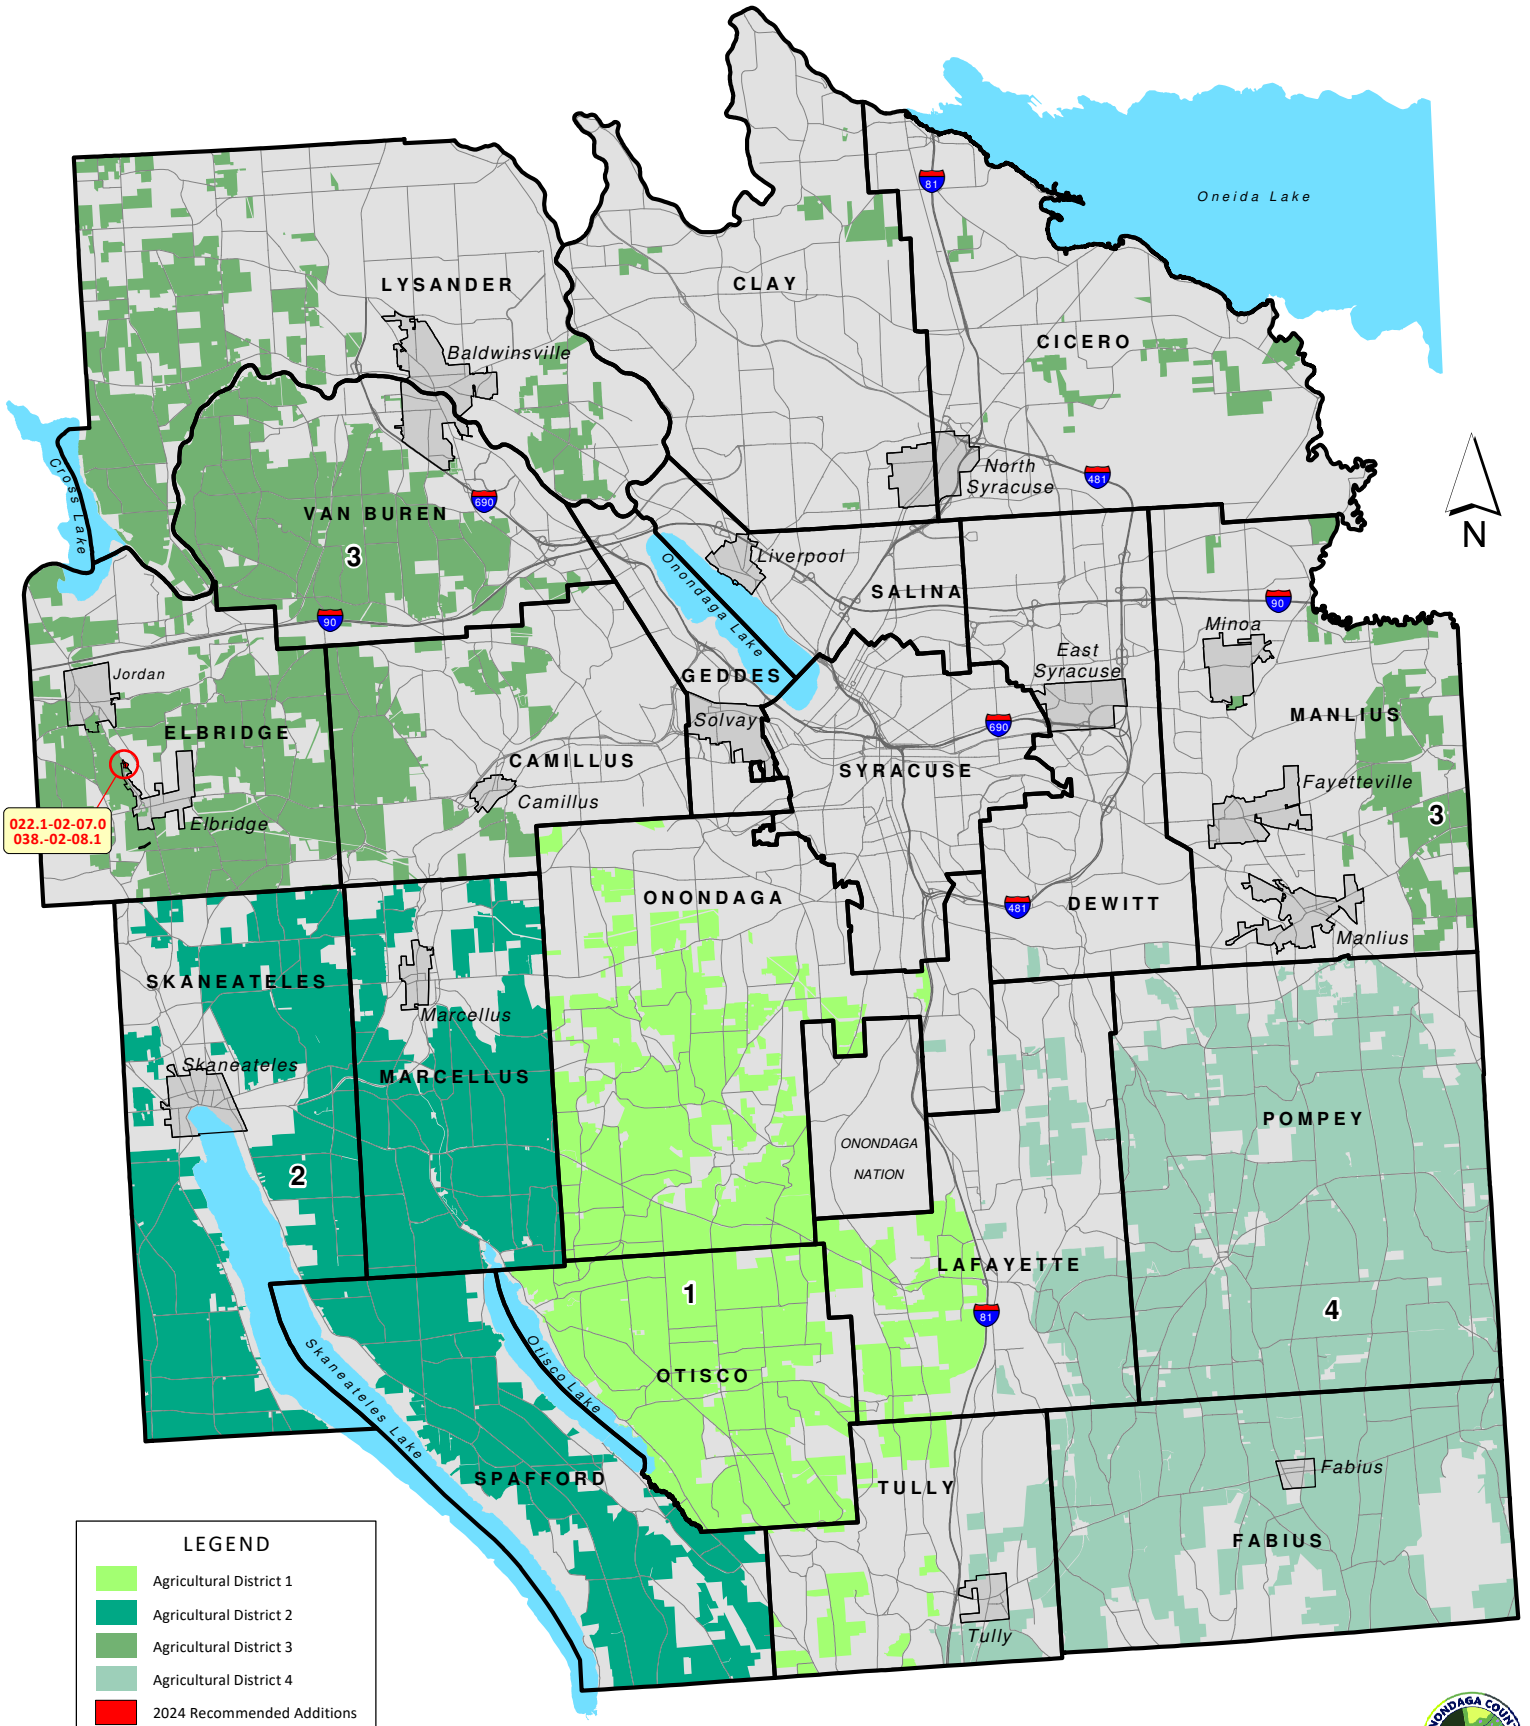 81
Oneida Lake
LYSANDER
CLAY
CICERO
Baldwinsville
Cross Lake
North
Syracuse
481
690
VAN BUREN
3
N
Liverpool
Onondaga Lake
SALINA
90
90
Minoa
East
Syracuse
Jordan
GEDDES
Solvay
690
MANLIUS
ELBRIDGE
CAMILLUS
SYRACUSE
Camillus
Fayetteville
3
022.1-02-07.0
038.-02-08.1
Elbridge
ONONDAGA
481
DEWITT
Manlius
SKANEATELES
Marcellus
Skaneateles
MARCELLUS
POMPEY
ONONDAGA
NATION
2
LAFAYETTE
1
81
4
Skaneateles Lake
Otisco Lake
OTISCO
SPAFFORD
TULLY
Fabius
FABIUS
Tully
LEGEND
Agricultural District 1
Agricultural District 2
Agricultural District 3
Agricultural District 4
2024 Recommended Additions